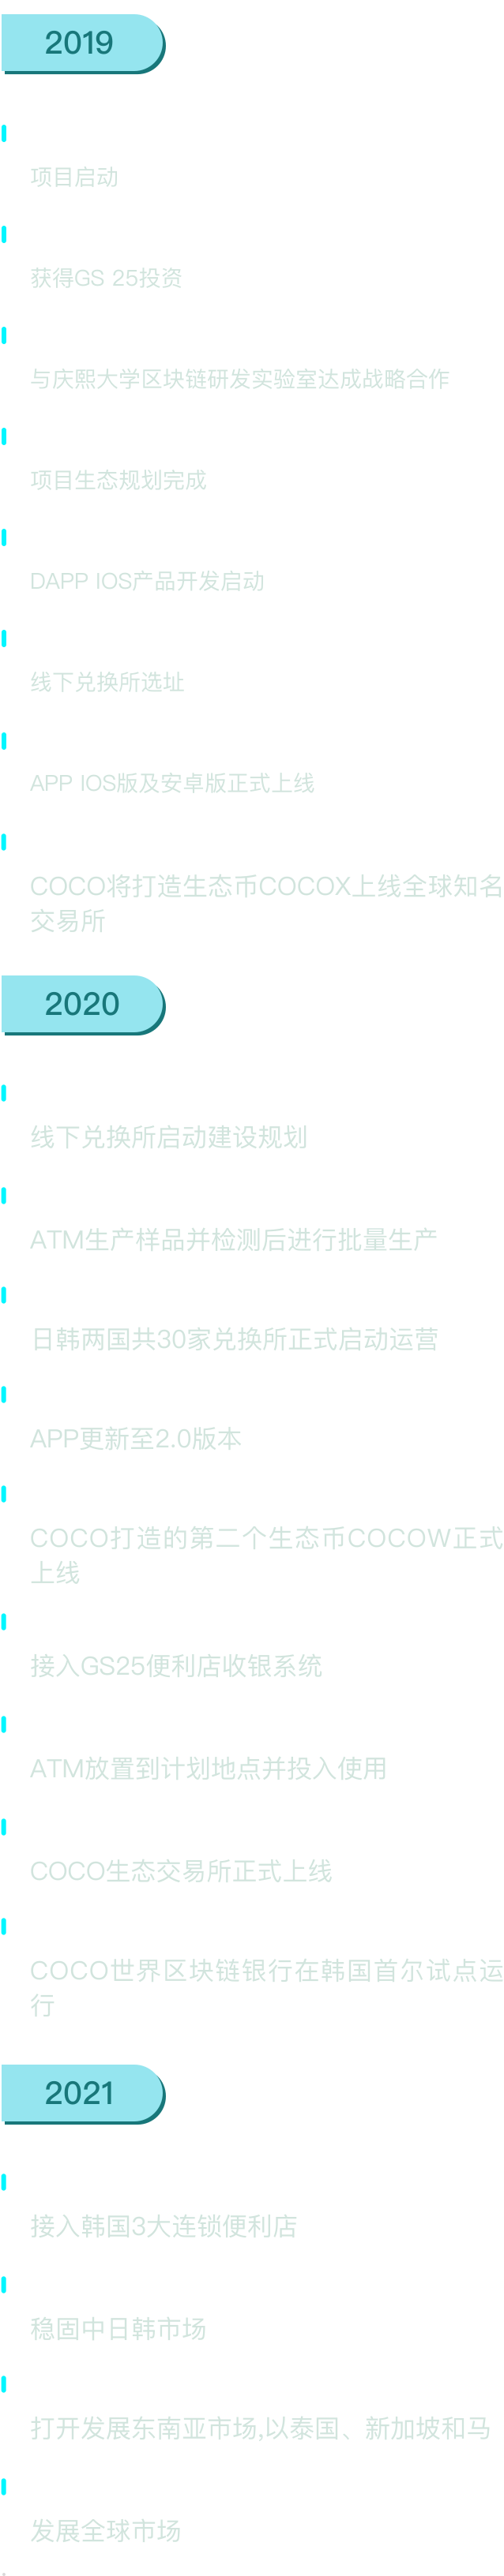 2019
项目启动
获得GS 25投资
与庆熙大学区块链研发实验室达成战略合作
项目生态规划完成
DAPP IOS产品开发启动
线下兑换所选址
APP IOS版及安卓版正式上线
COCO将打造生态币COCOX上线全球知名
交易所
2020
线下兑换所启动建设规划
ATM生产样品并检测后进行批量生产
日韩两国共30家兑换所正式启动运营
APP更新至2.0版本
COCO打造的第二个生态币COCOW正式
上线
接入GS25便利店收银系统
ATM放置到计划地点并投入使用
COCO生态交易所正式上线
COCO世界区块链银行在韩国首尔试点运
行
2021
接入韩国3大连锁便利店
稳固中日韩市场
打开发展东南亚市场,以泰国、新加坡和马
发展全球市场